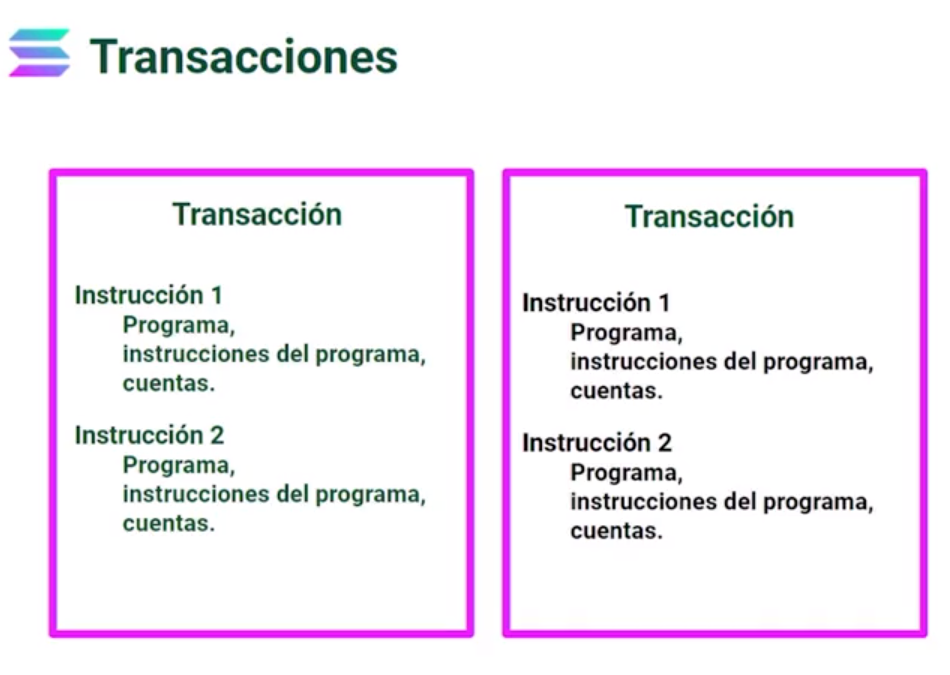 Transacciones
Transacción
Instrucción 1
Programa,
instrucciones del programa,
cuentas.
Instrucción 2
Programa,
instrucciones del programa,
cuentas.
Transacción
Instrucción 1
Programa,
instrucciones del programa,
cuentas.
Instrucción 2
Programa,
instrucciones del programa,
cuentas.